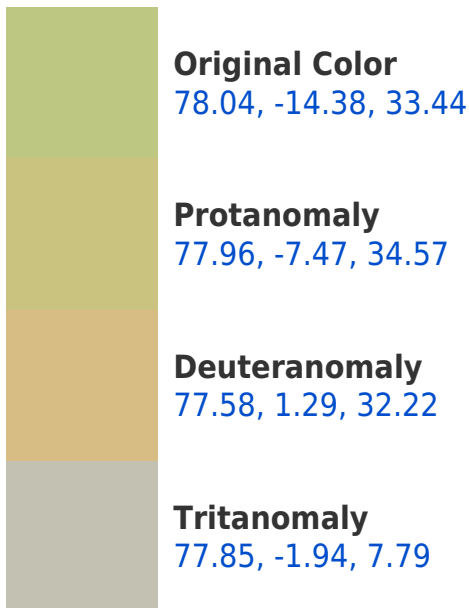 Original Color
78.04, -14.38, 33.44
Protanomaly
77.96, -7.47, 34.57
Deuteranomaly
77.58, 1.29, 32.22
Tritanomaly
77.85, -1.94, 7.79